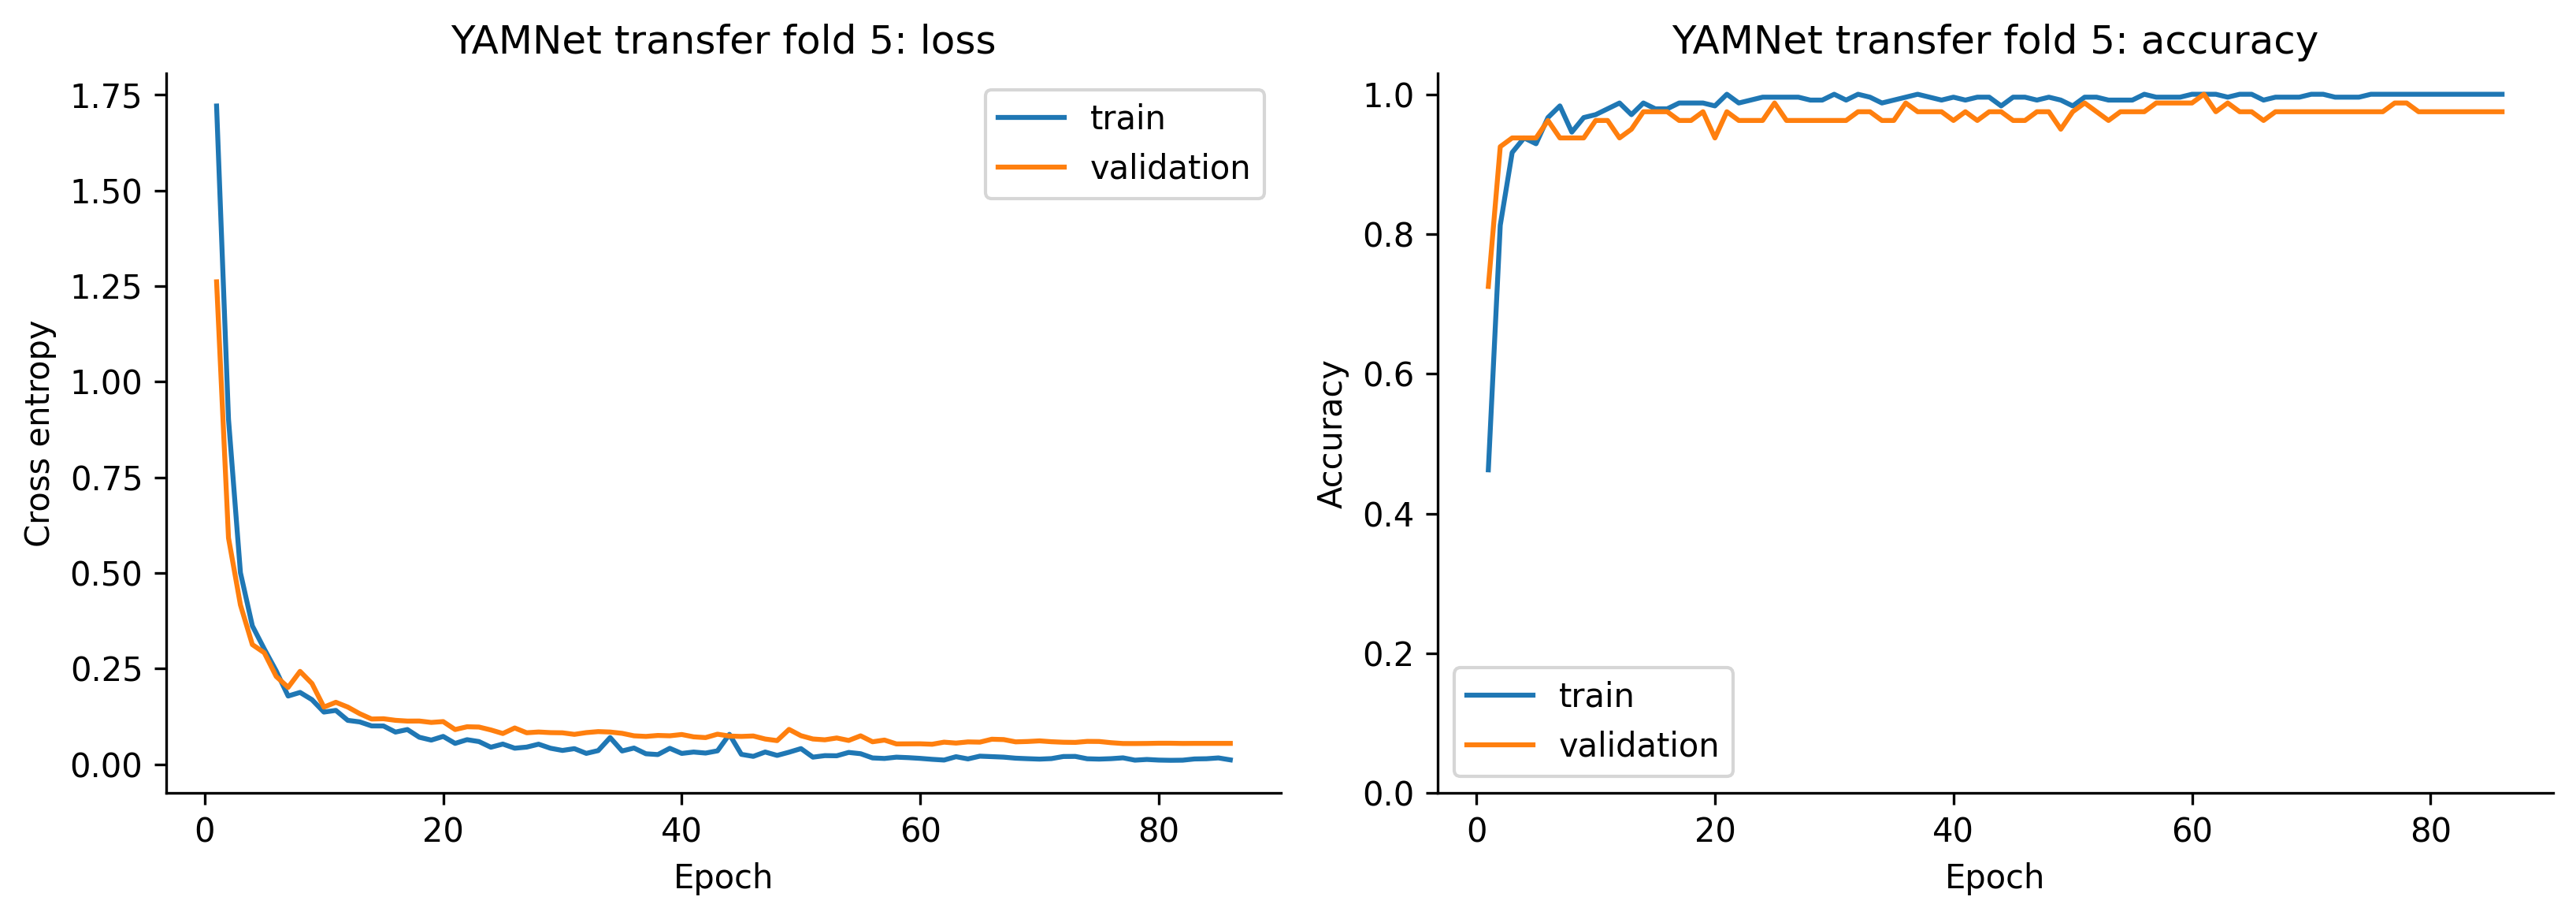 YAMNet transfer fold 5: loss
Cross entropy
1.75
1.50
1.25
1.00
0.75
0.50
0.25
0.00
0 20 40 60 80
Epoch
train
validation
YAMNet transfer fold 5: accuracy
Accuracy
1.0
0.8
0.6
0.4
0.2
0.0
0 20 40 60 80
Epoch
train
validation